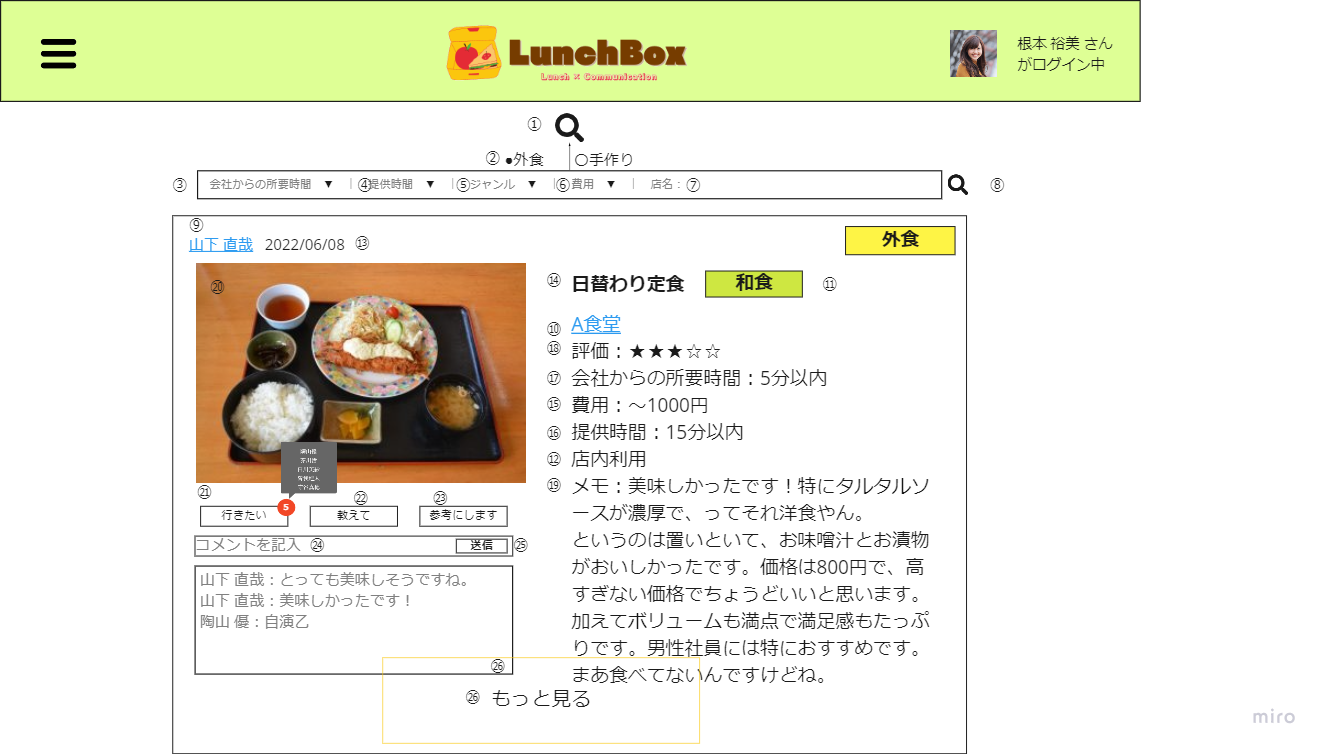 LunchBox
Lunch × Communication
根本 裕美 さん
がログイン中
①
② ●外食 〇手作り
③ 会社からの所要時間 ▼ | ④提供時間 ▼ | ⑤ジャンル ▼ | ⑥費用 ▼ | 店名：⑦ ⑧
⑨
山下 直哉 2022/06/08 ⑬
外食
⑳
⑭ 日替わり定食 和食 ⑪
⑩ A食堂
⑱ 評価：★★★☆☆
⑰ 会社からの所要時間：5分以内
⑮ 費用：～1000円
⑯ 提供時間：15分以内
⑫ 店内利用
⑲ メモ：美味しかったです！特にタルタルソ
ースが濃厚で、ってそれ洋食やん。
というのは置いといて、お味噌汁とお漬物
がおいしかったです。価格は800円で、高
すぎない価格でちょうどいいと思います。
加えてボリュームも満点で満足感もたっぷ
りです。男性社員には特におすすめです。
まあ食べてないんですけどね。
㉑ ㉒ ㉓
5
行きたい 教えて 参考にします
コメントを記入 ㉔ 送信 ㉕
山下 直哉：とっても美味しそうですね。
山下 直哉：美味しかったです！
陶山 優：自演乙
㉖
㉖ もっと見る
miro